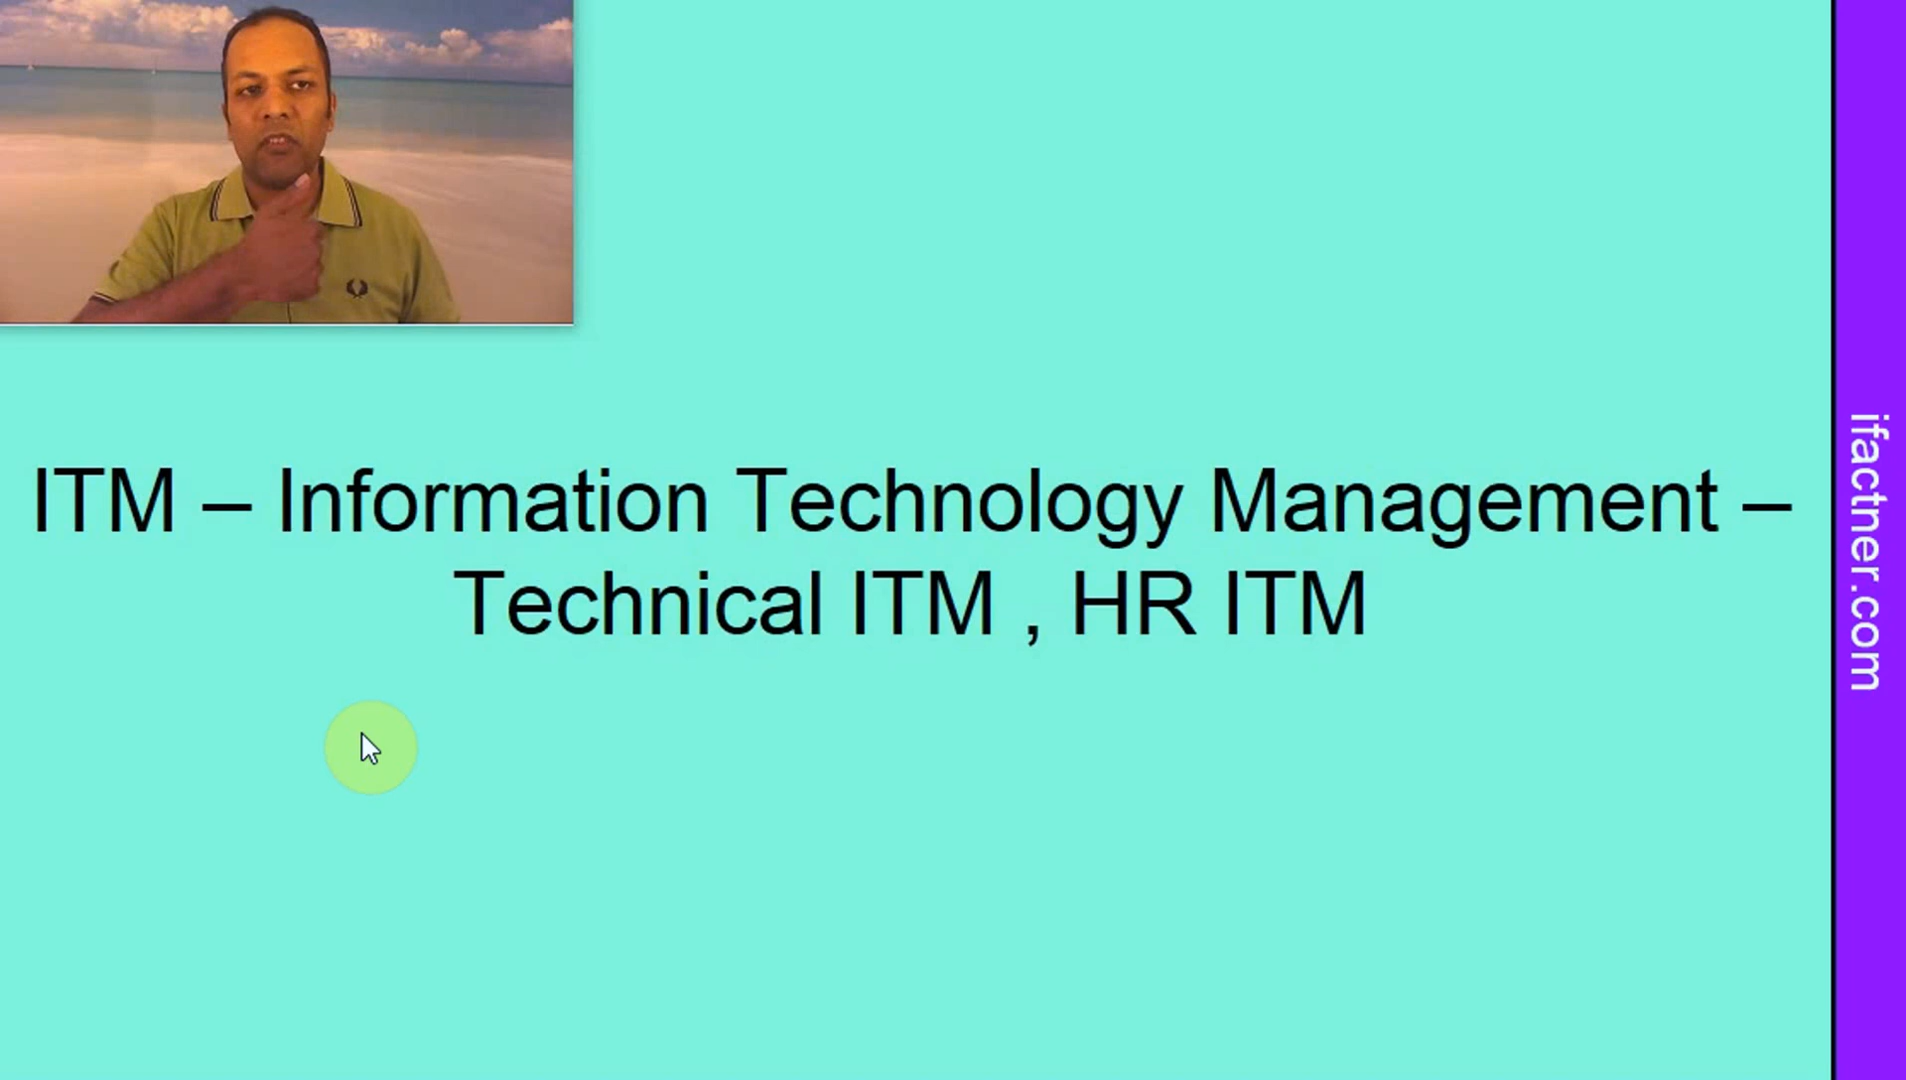 ITM – Information Technology Management –
Technical ITM , HR ITM
ifactner.com